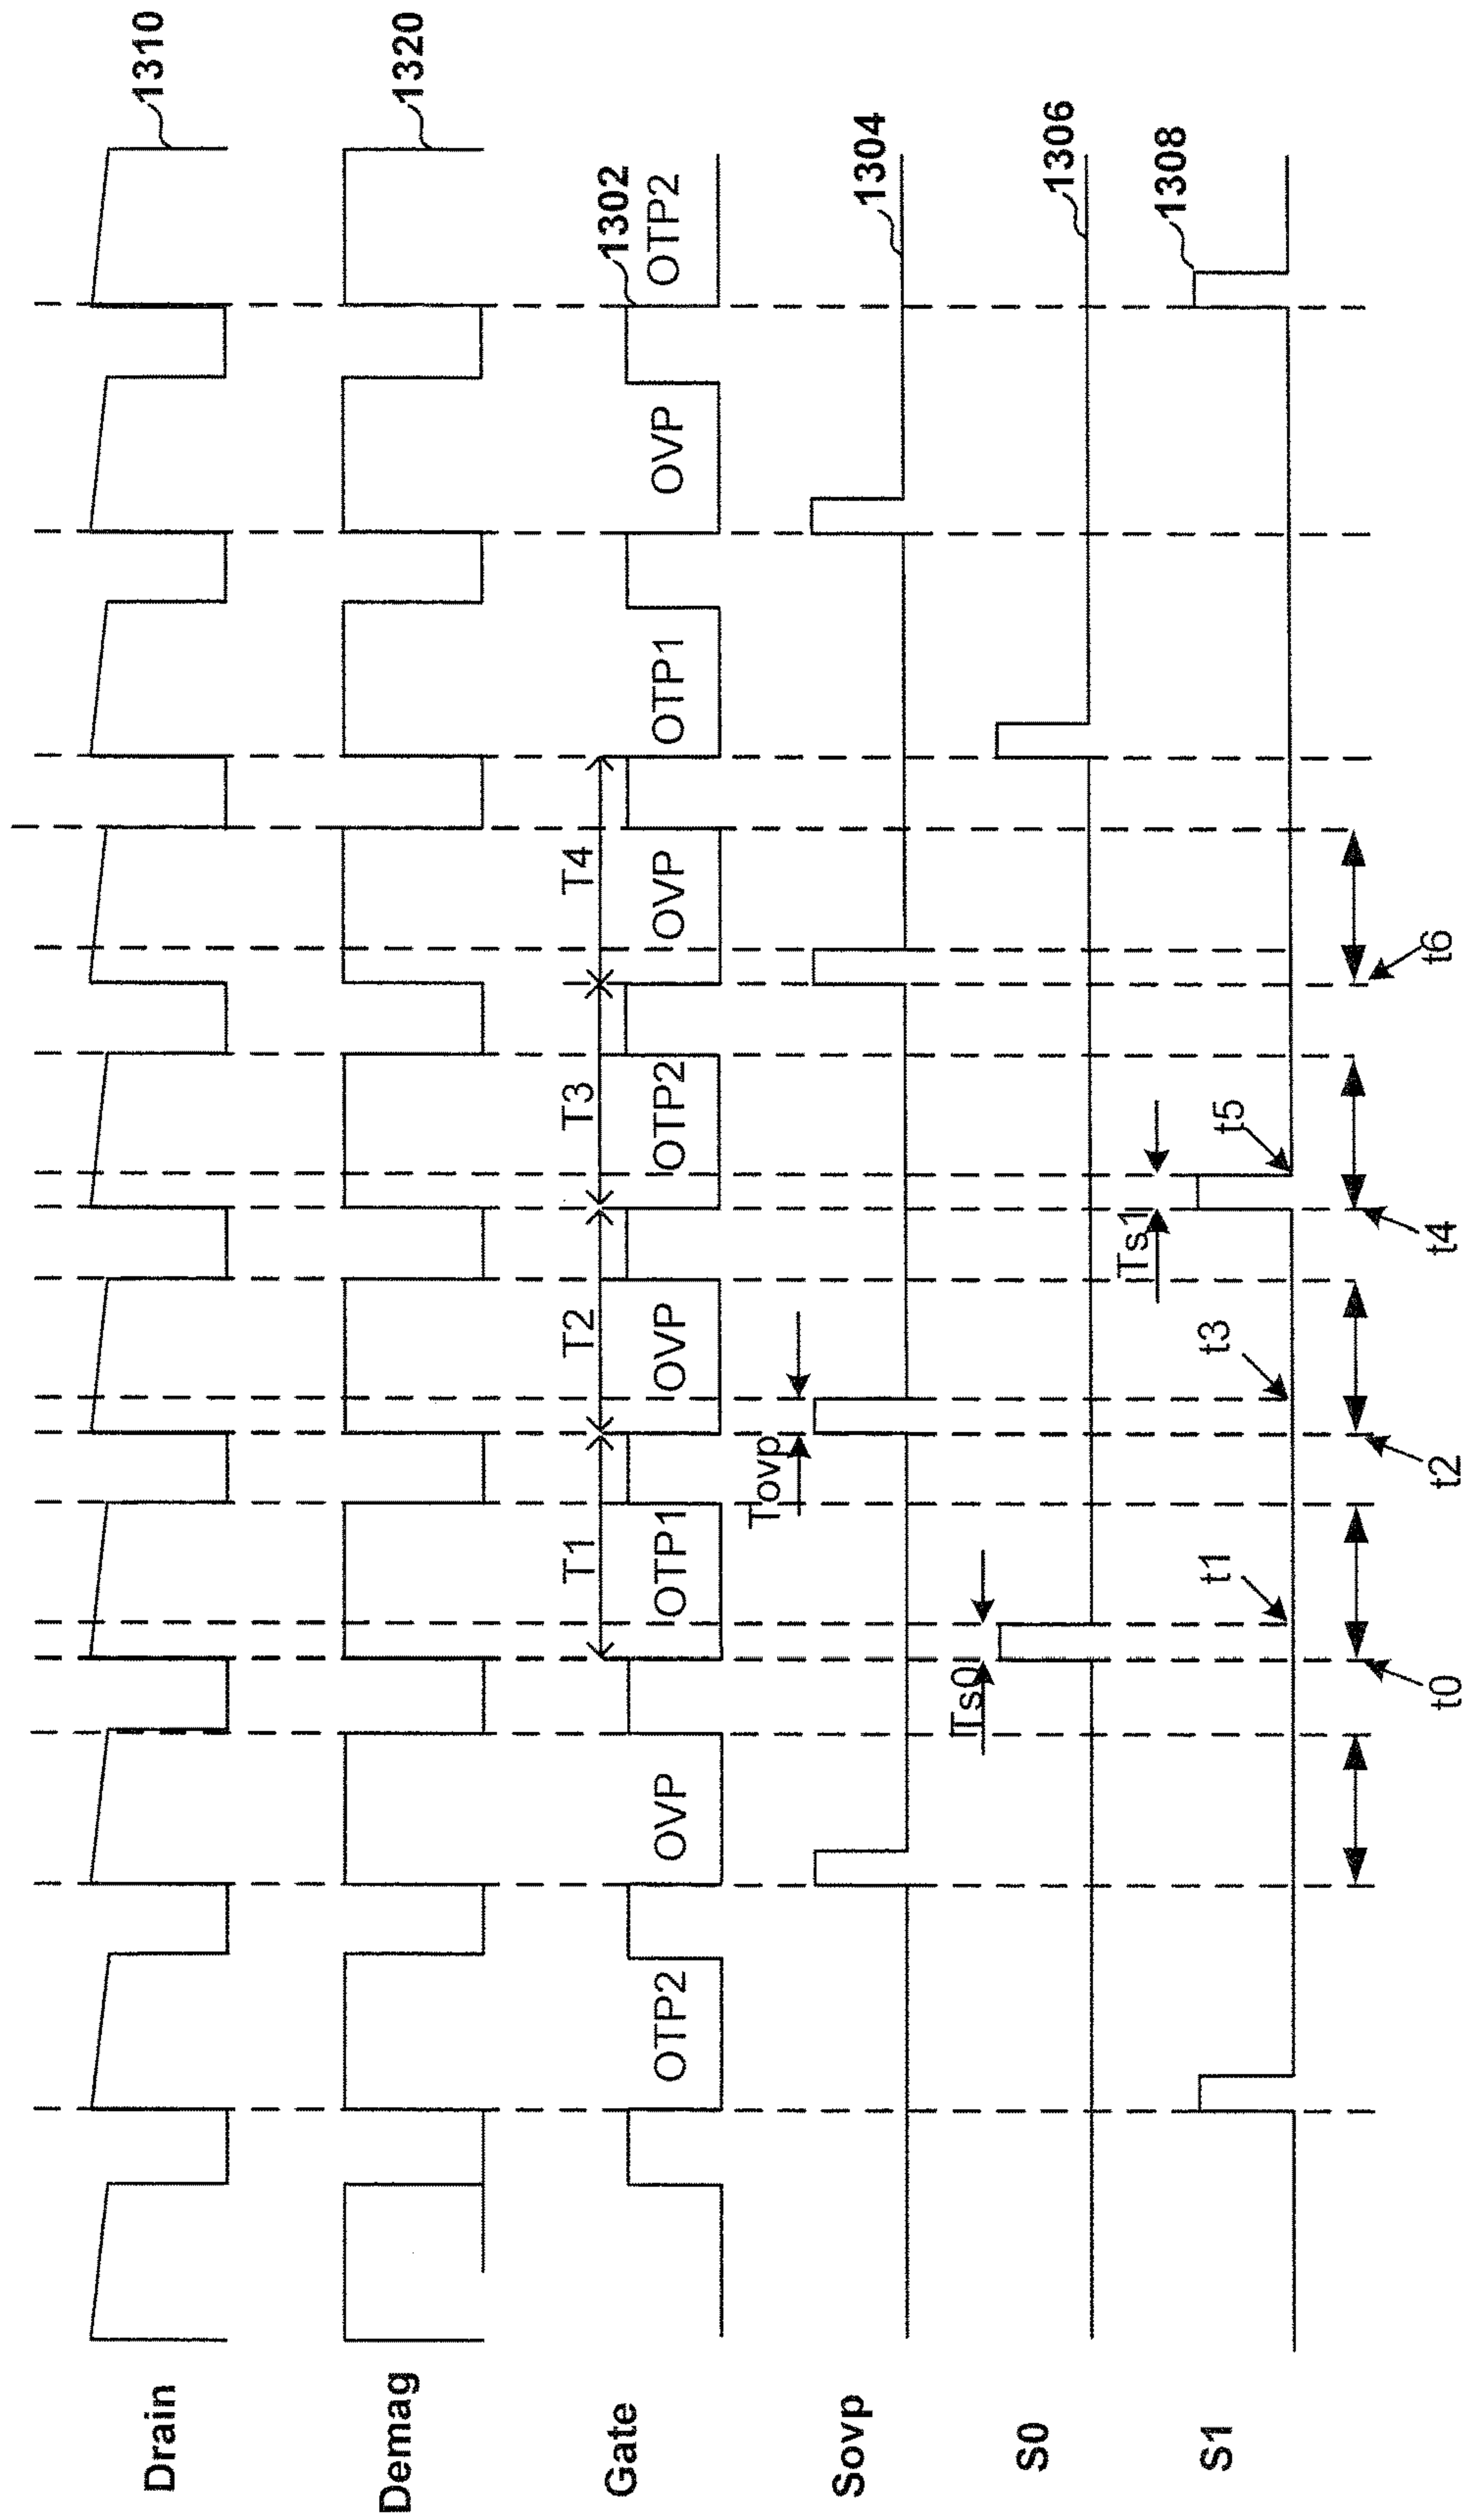 Drain
1310
Demag
1320
Gate
T1
T2
T3
T4
1302
OTP2
OVP
OTP1
OVP
OTP2
OVP
OTP1
OVP
OTP2
Sovp
Tovp
1304
S0
Ts0
1306
S1
Ts1
1308
t1
t3
t5
t0
t2
t4
t6